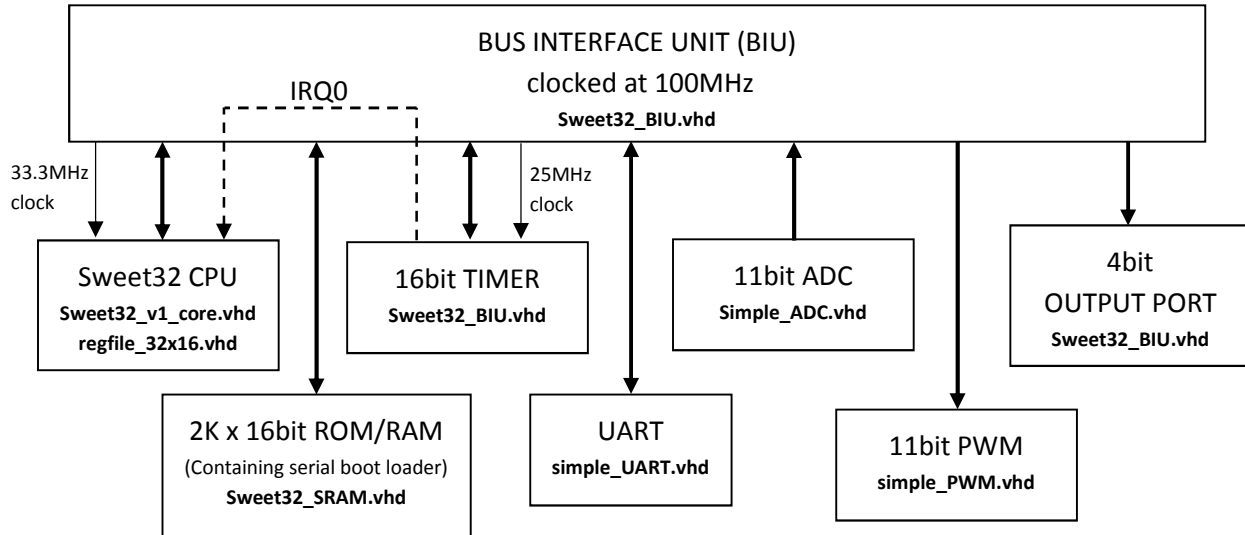 BUS INTERFACE UNIT (BIU)
clocked at 100MHz
Sweet32_BIU.vhd
IRQ0
33.3MHz
clock
25MHz
clock
Sweet32 CPU
Sweet32_v1_core.vhd
regfile_32x16.vhd
16bit TIMER
Sweet32_BIU.vhd
11bit ADC
Simple_ADC.vhd
4bit
OUTPUT PORT
Sweet32_BIU.vhd
2K x 16bit ROM/RAM
(Containing serial boot loader)
Sweet32_SRAM.vhd
UART
simple_UART.vhd
11bit PWM
simple_PWM.vhd